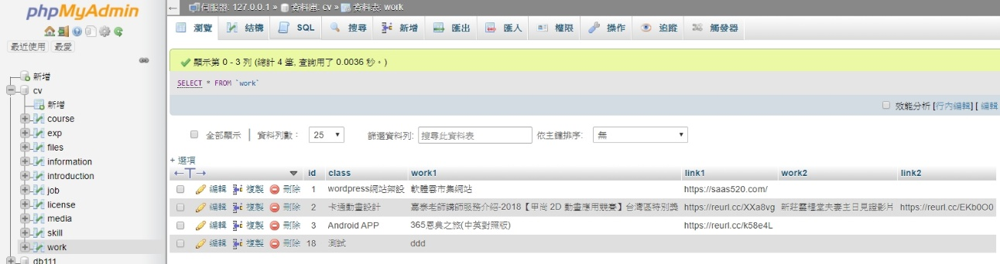 phpMyAdmin
最近使用 最愛
新增
cv
新增
course
exp
files
information
introduction
job
license
media
skill
work
db111
伺服器: 127.0.0.1 » 資料庫: cv » 資料表: work
瀏覽 結構 SQL 搜尋 新增 匯出 匯入 權限 操作 追蹤 觸發器
顯示第 0 - 3 列 (總計 4 筆, 查詢用了 0.0036 秒。)
SELECT * FROM `work`
效能分析 [行內編輯] [ 編輯
全部顯示 | 資料列數: 25 篩選資料列: 搜尋此資料表 依主鍵排序: 無
+ 選項
←T→ id class work1 link1 work2 link2
編輯 複製 刪除 1 wordpress網站架設 軟體雲市集網站 https://saas520.com/
編輯 複製 刪除 2 卡通動畫設計 嘉泰老師講師服務介紹-2018【甲尚 2D 動畫應用競賽】台灣區特別獎 https://reurl.cc/XXa8vg 新莊靈糧堂夫妻主日見證影片 https://reurl.cc/EKb0O0
編輯 複製 刪除 3 Android APP 365恩典之旅(中英對照版) https://reurl.cc/k58e4L
編輯 複製 刪除 18 測試 ddd